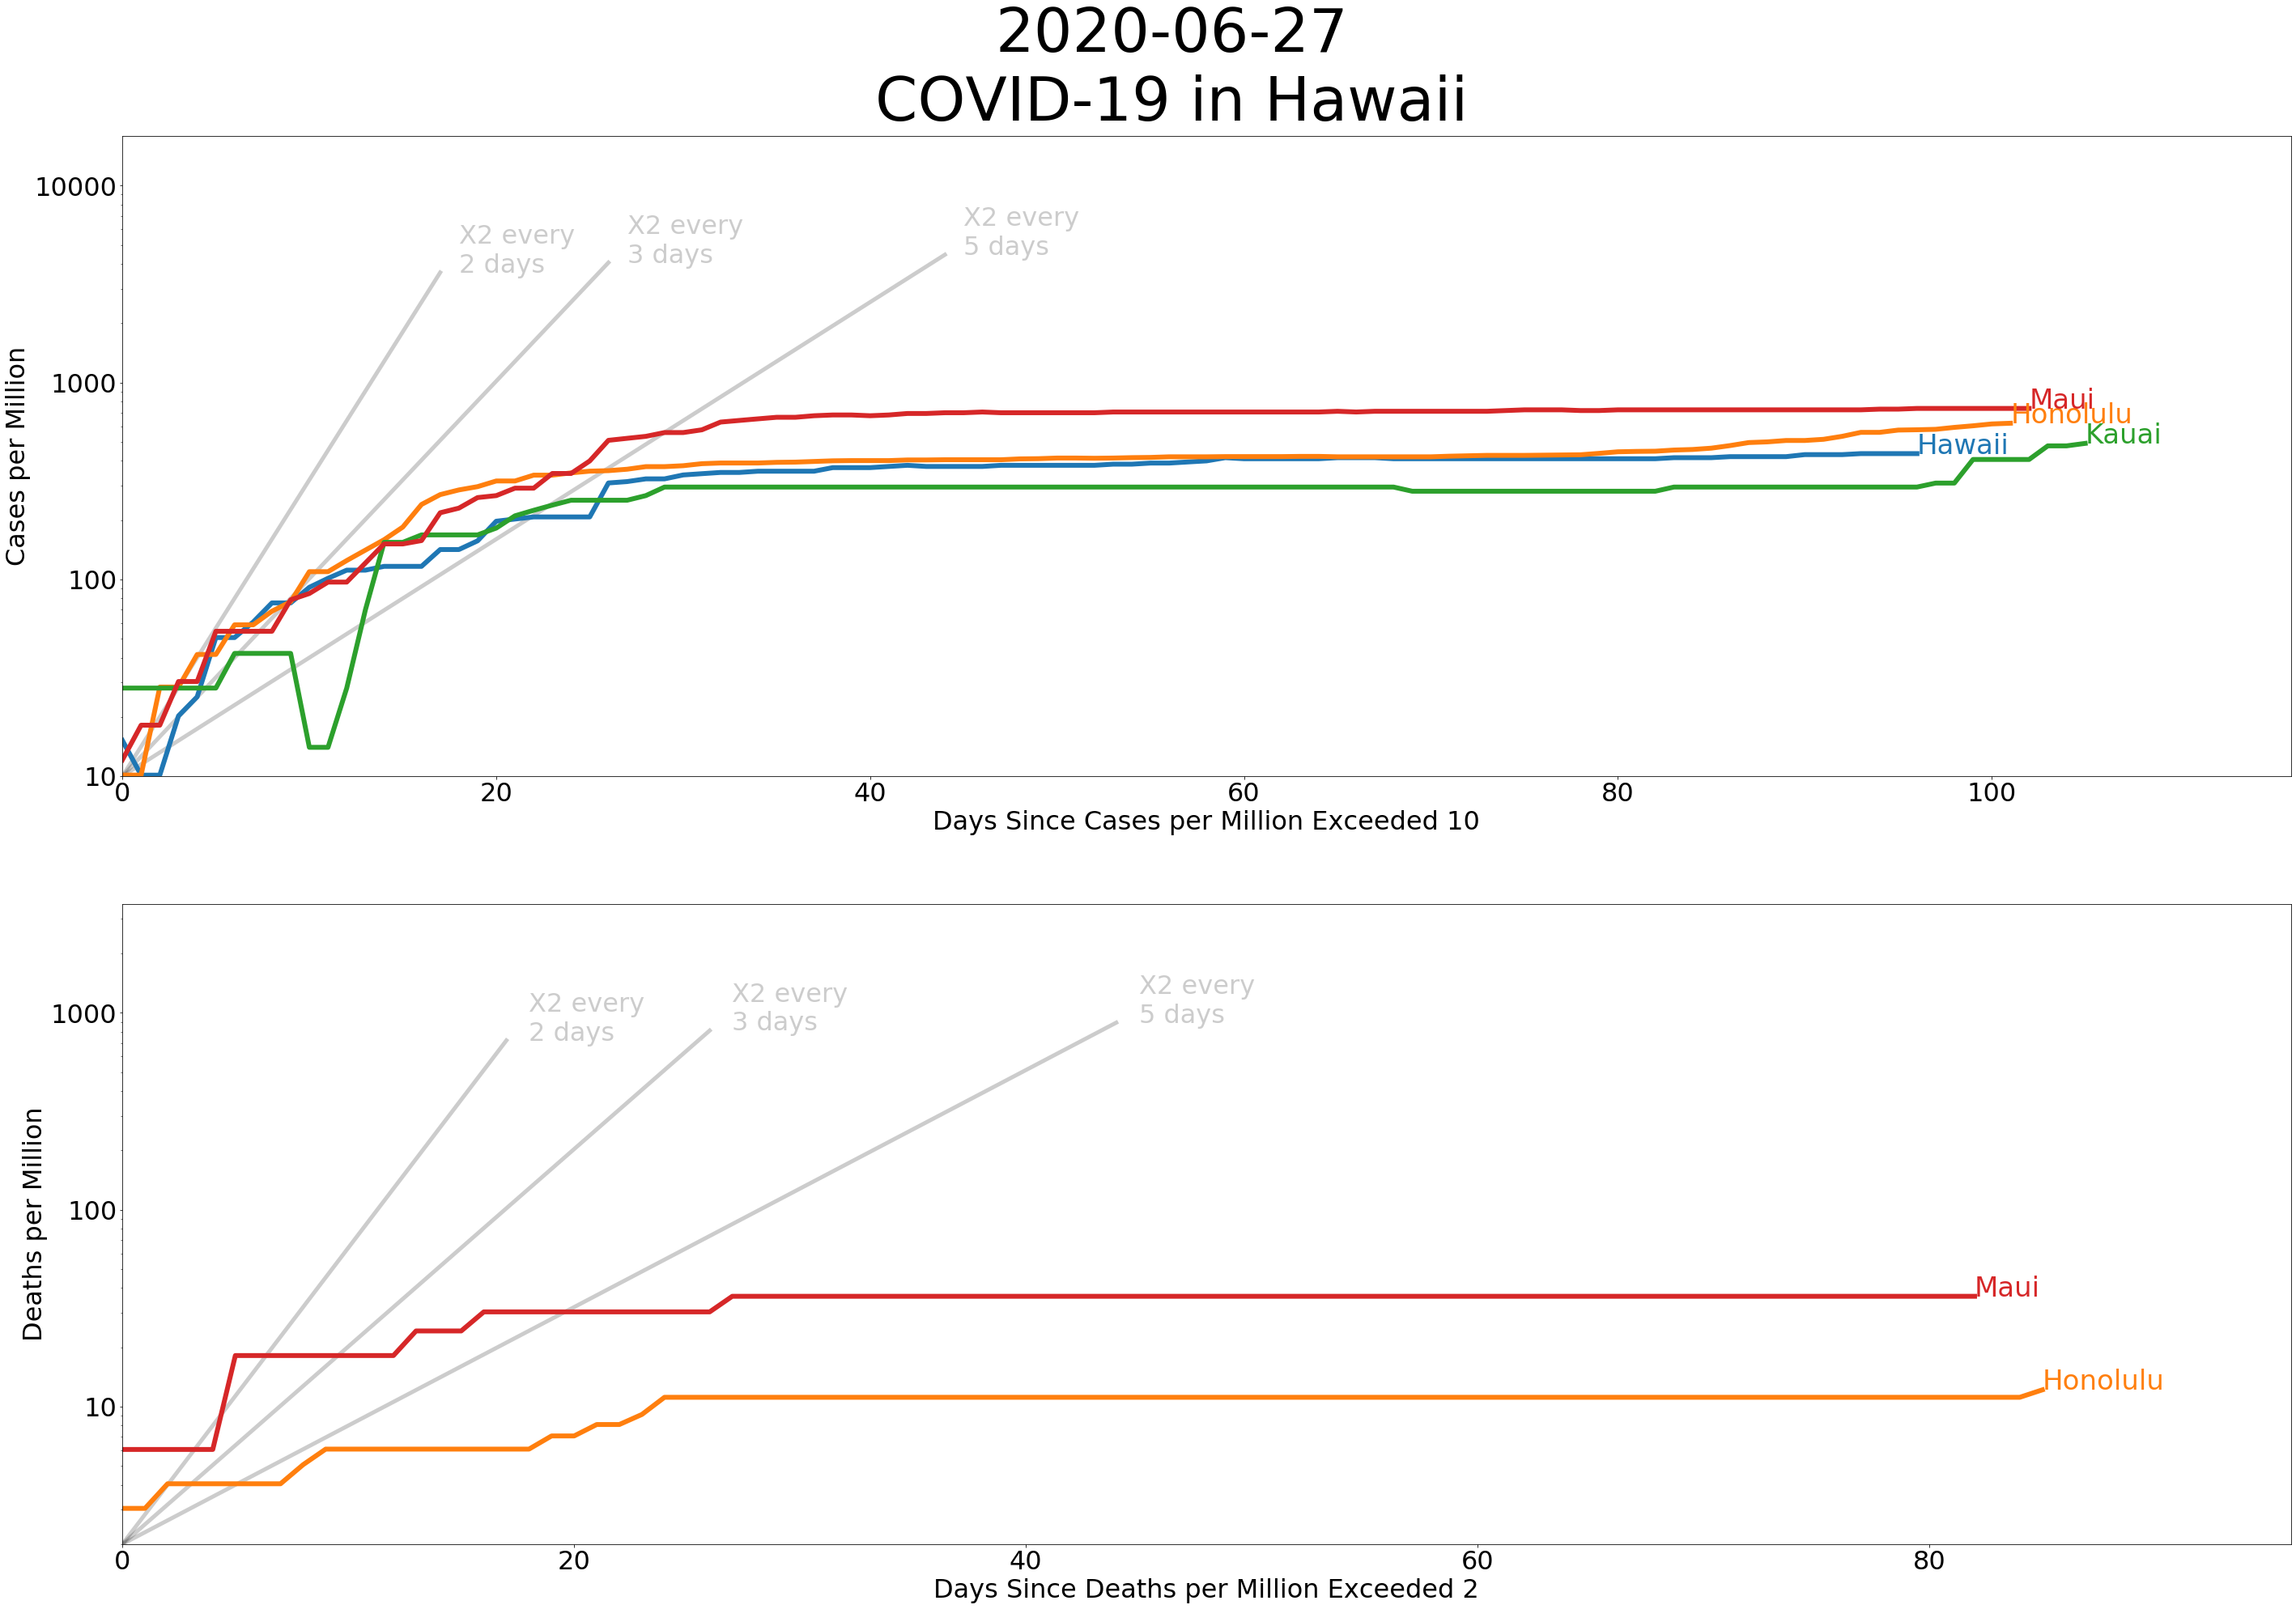 2020-06-27
COVID-19 in Hawaii
10000
1000
100
10
Cases per Million
X2 every
2 days
X2 every
3 days
X2 every
5 days
Maui
Honolulu
Kauai
Hawaii
0
20
40
60
80
100
Days Since Cases per Million Exceeded 10
1000
100
10
Deaths per Million
X2 every
2 days
X2 every
3 days
X2 every
5 days
Maui
Honolulu
0
20
40
60
80
Days Since Deaths per Million Exceeded 2